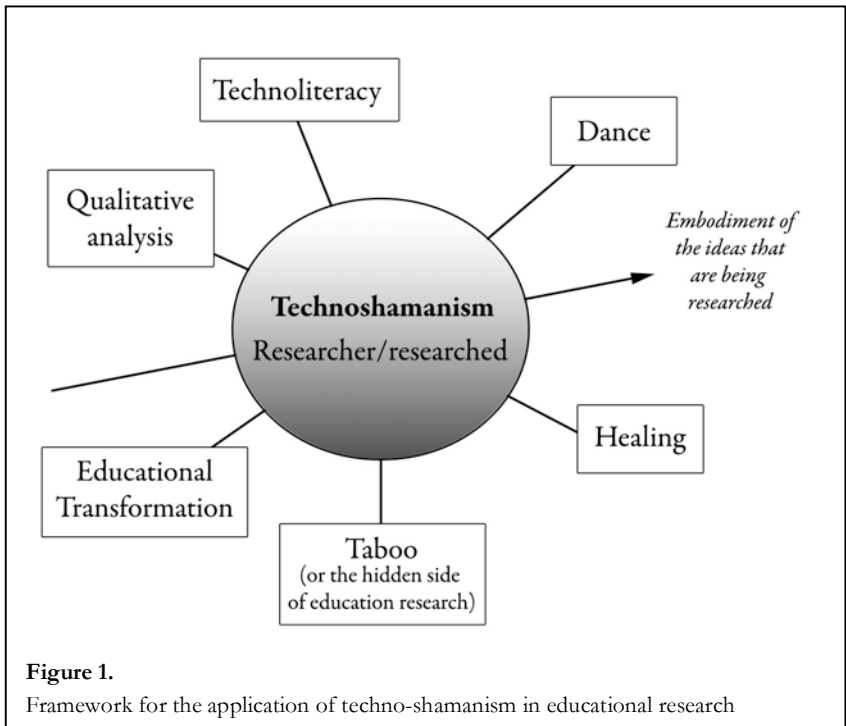 Technoliteracy
Dance
Qualitative
analysis
Embodiment of
the ideas that
are being
researched
Technoshamanism
Researcher/researched
Healing
Educational
Transformation
Taboo
(or the hidden side
of education research)
Figure 1.
Framework for the application of techno-shamanism in educational research